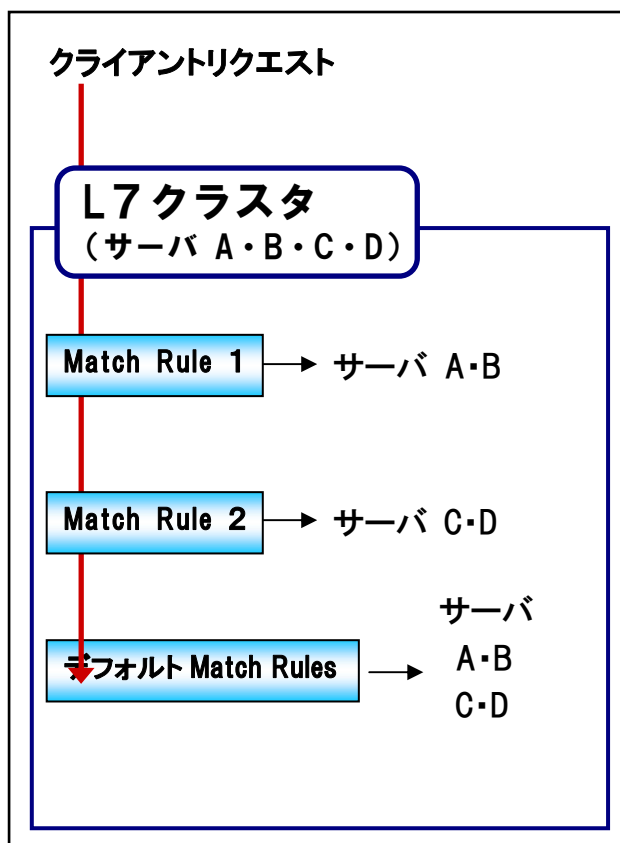 クライアントリクエスト
L7クラスタ
(サーバ A・B・C・D)
Match Rule 1
サーバ A・B
Match Rule 2
サーバ C・D
デフォルト Match Rules
サーバ
A・B
C・D